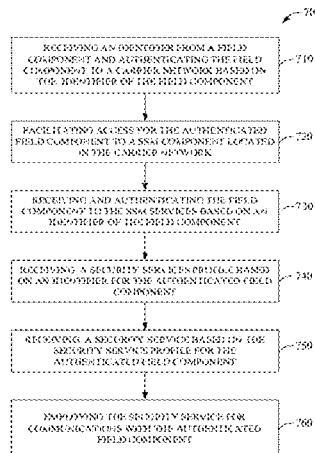 70
RECEIVING AN IDENTIFIER FROM A FIELD
COMPONENT AND AUTHENTICATING THE FIELD
COMPONENT TO A CARRIER NETWORK BASED ON
THE IDENTIFIER OF THE FIELD COMPONENT
710
FACILITATING ACCESS FOR THE AUTHENTICATED
FIELD COMPONENT TO A SSM COMPONENT LOCATED
IN THE CARRIER NETWORK
720
RECEIVING AND AUTHENTICATING THE FIELD
COMPONENT TO THE SSM SERVICES BASED ON AN
IDENTIFIER OF THE FIELD COMPONENT
730
RECEIVING A SECURITY SERVICES PROFILE BASED
ON AN IDENTIFIER FOR THE AUTHENTICATED FIELD
COMPONENT
740
RECEIVING A SECURITY SERVICE BASED ON THE
SECURITY SERVICE PROFILE FOR THE
AUTHENTICATED FIELD COMPONENT
750
EMPLOYING THE SECURITY SERVICE FOR
COMMUNICATIONS WITH THE AUTHENTICATED
FIELD COMPONENT
760